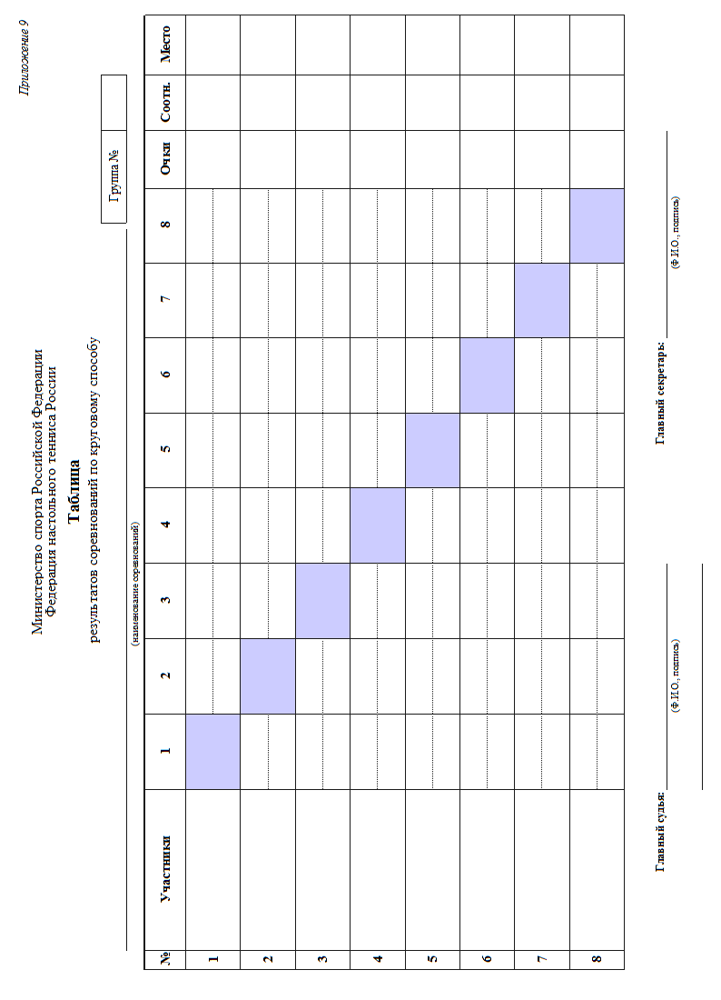 Приложение 9
Министерство спорта Российской Федерации
Федерация настольного тенниса России
Таблица
результатов соревнований по круговому способу
Группа №
(наименование соревнований)
№ Участники 1 2 3 4 5 6 7 8 Очки Соотн. Место
1
2
3
4
5
6
7
8
Главный судья: Главный секретарь:
(Ф.И.О., подпись) (Ф.И.О., подпись)